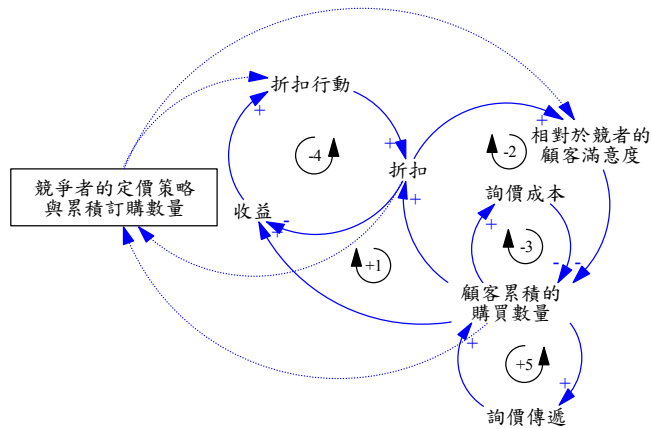 折扣行動
+
+
-4
+
-2
相對於競者的
顧客滿意度
折扣
競爭者的定價策略
與累積訂購數量
+
詢價成本
收益
-
+
+
-3
+1
-
-
顧客累積的
購買數量
+
+5
+
詢價傳遞